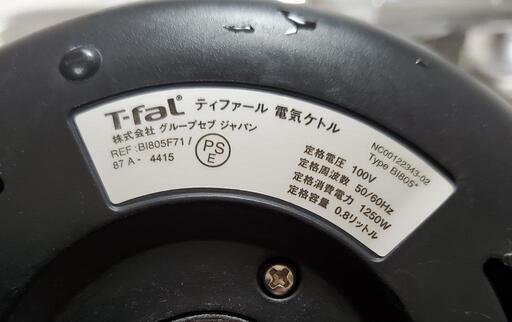 T-fal ティファール 電気ケトル
株式会社 グループセブ ジャパン
REF:BI805F71/
87A - 4415
PS
E
定格電圧 100V
定格周波数 50/60Hz
定格消費電力 1250W
定格容量 0.8リットル
NC00122343-02
Type BI805*